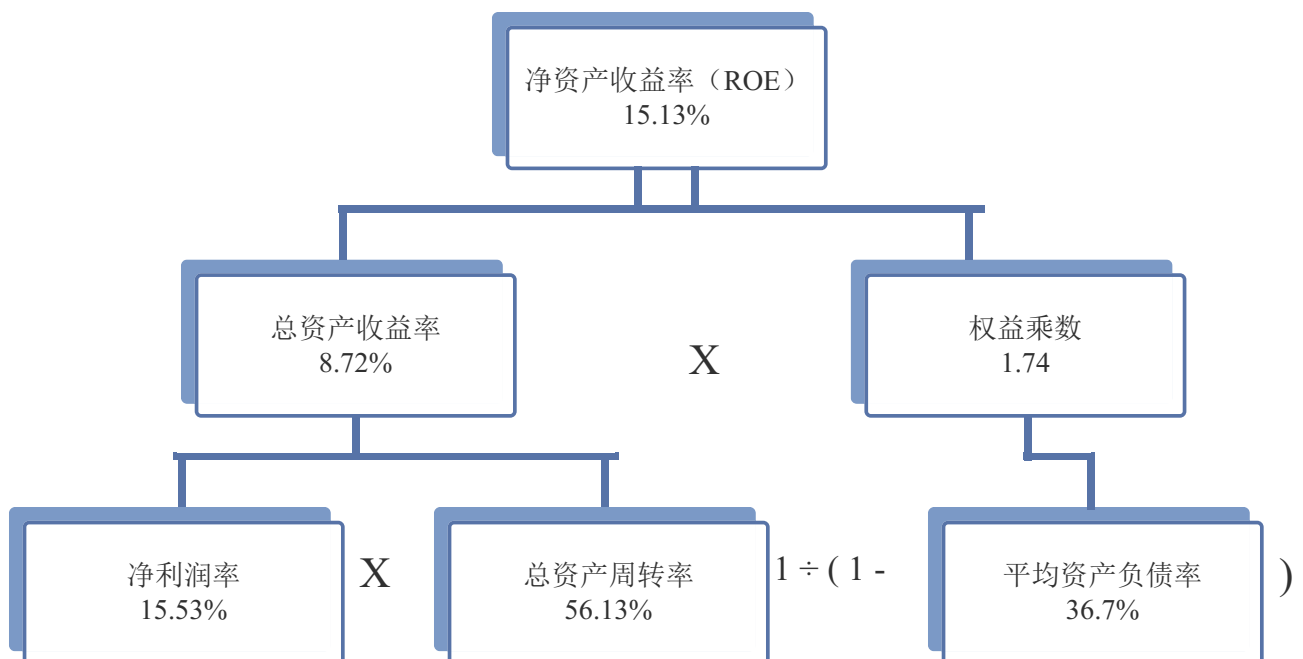 净资产收益率（ROE）
15.13%
总资产收益率
8.72%
X
权益乘数
1.74
净利润率
15.53%
X
总资产周转率
56.13%
1 ÷ ( 1 -
平均资产负债率
36.7%
)